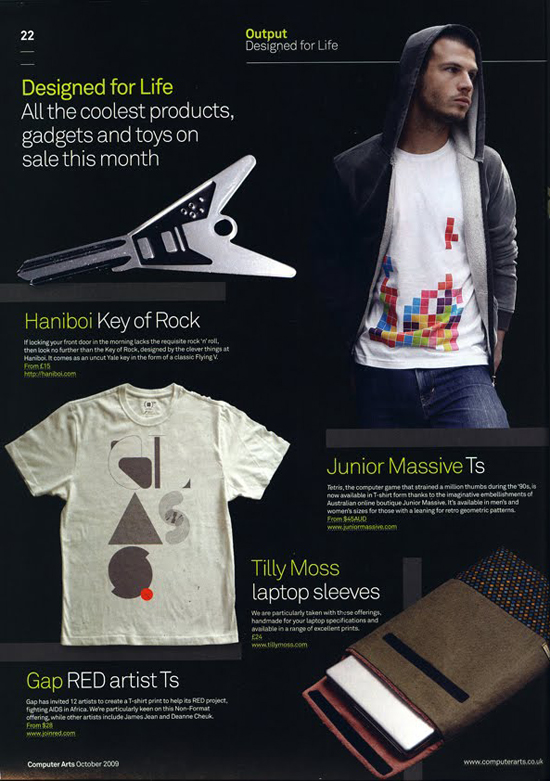 22
Output
Designed for Life
Designed for Life
All the coolest products,
gadgets and toys on
sale this month
Haniboi Key of Rock
If locking your front door in the morning lacks the requisite rock 'n' roll,
then look no further than the Key of Rock, designed by the clever things at
Haniboi. It comes as an uncut Yale key in the form of a classic Flying V.
From £15
http://haniboi.com
Junior Massive Ts
Tetris, the computer game that strained a million thumbs during the '90s, is
now available in T-shirt form thanks to the imaginative embellishments of
Australian online boutique Junior Massive. It's available in men's and
women's sizes for those with a leaning for retro geometric patterns.
From $45AUD
www.juniormassive.com
Tilly Moss
laptop sleeves
We are particularly taken with these offerings,
handmade for your laptop specifications and
available in a range of excellent prints.
£24
www.tillymoss.com
Gap RED artist Ts
Gap has invited 12 artists to create a T-shirt print to help its RED project,
fighting AIDS in Africa. We're particularly keen on this Non-Format
offering, while other artists include James Jean and Deanne Cheuk.
From $28
www.joinred.com
Computer Arts October 2009
www.computerarts.co.uk